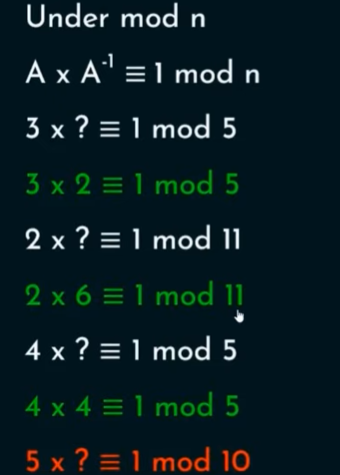 Under mod n
A x A⁻¹ ≡ 1 mod n
3 x ? ≡ 1 mod 5
3 x 2 ≡ 1 mod 5
2 x ? ≡ 1 mod 11
2 x 6 ≡ 1 mod 11
4 x ? ≡ 1 mod 5
4 x 4 ≡ 1 mod 5
5 x ? ≡ 1 mod 10